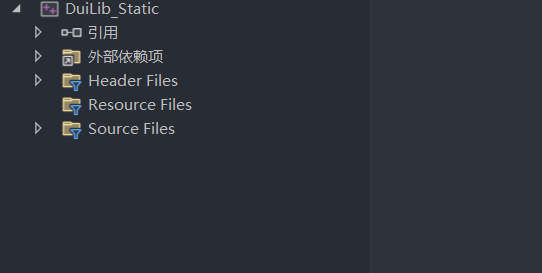 DuiLib_Static
引用
外部依赖项
Header Files
Resource Files
Source Files